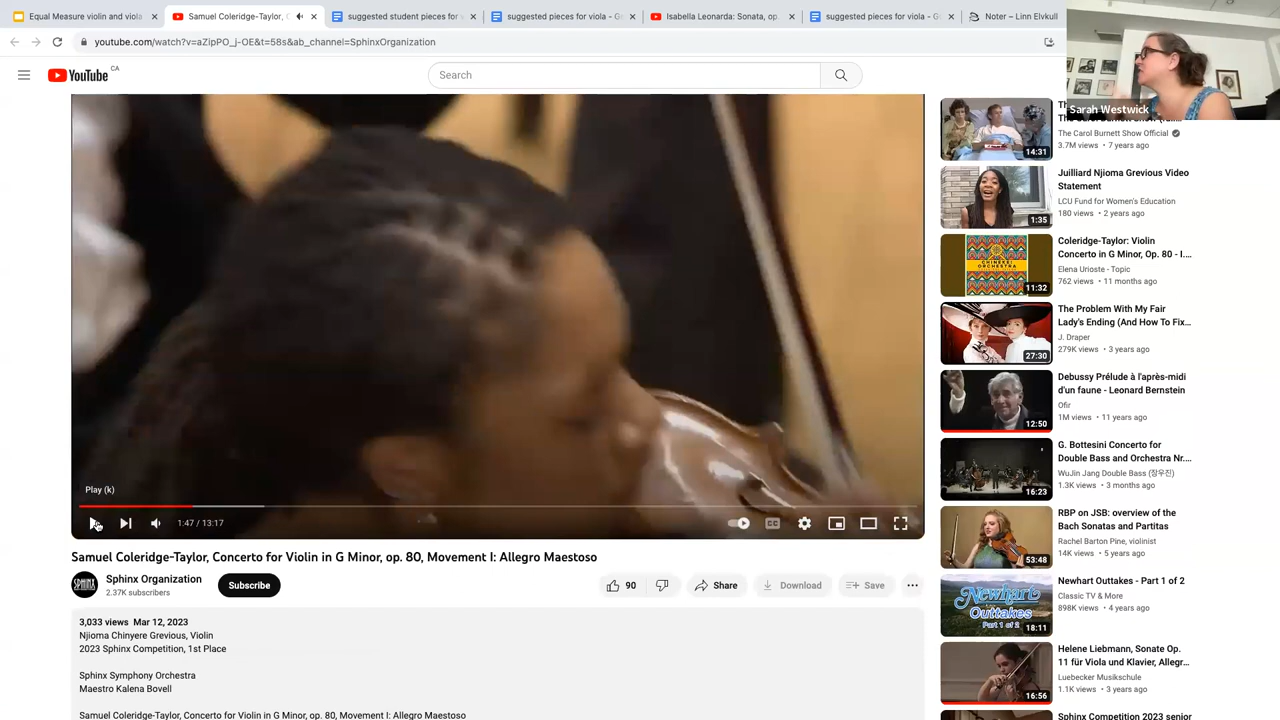 Equal Measure violin and viola
Samuel Coleridge-Taylor, C
suggested student pieces for v
suggested pieces for viola - Go
Isabella Leonarda: Sonata, op
suggested pieces for viola - Go
Noter – Linn Elvkull
youtube.com/watch?v=aZipPO_j-OE&t=58s&ab_channel=SphinxOrganization
YouTube CA
Search
Sarah Westwick
The Carol Burnett Show Official
3.7M views • 7 years ago
14:31
Juilliard Njioma Grevious Video
Statement
LCU Fund for Women's Education
180 views • 2 years ago
1:35
Coleridge-Taylor: Violin
Concerto in G Minor, Op. 80 - I....
Elena Urioste - Topic
762 views • 11 months ago
CHINEKE!
ORCHESTRA
11:32
The Problem With My Fair
Lady's Ending (And How To Fix...
J. Draper
279K views • 3 years ago
27:30
Debussy Prélude à l'après-midi
d'un faune - Leonard Bernstein
Ofir
1M views • 11 years ago
12:50
G. Bottesini Concerto for
Double Bass and Orchestra Nr....
WuJin Jang Double Bass (장우진)
1.3K views • 3 months ago
16:23
RBP on JSB: overview of the
Bach Sonatas and Partitas
Rachel Barton Pine, violinist
14K views • 5 years ago
53:48
Newhart Outtakes - Part 1 of 2
Classic TV & More
898K views • 4 years ago
Newhart
Outtakes
Part 1 of 2
18:11
Helene Liebmann, Sonate Op.
11 für Viola und Klavier, Allegr...
Luebecker Musikschule
1.1K views • 3 years ago
16:56
Sphinx Competition 2023 senior
Play (k)
1:47 / 13:17
CC
Samuel Coleridge-Taylor, Concerto for Violin in G Minor, op. 80, Movement I: Allegro Maestoso
SPHINX
Sphinx Organization
2.37K subscribers
Subscribe
90
Share
Download
Save
3,033 views Mar 12, 2023
Njioma Chinyere Grevious, Violin
2023 Sphinx Competition, 1st Place
Sphinx Symphony Orchestra
Maestro Kalena Bovell
Samuel Coleridge-Taylor, Concerto for Violin in G Minor, op. 80, Movement I: Allegro Maestoso